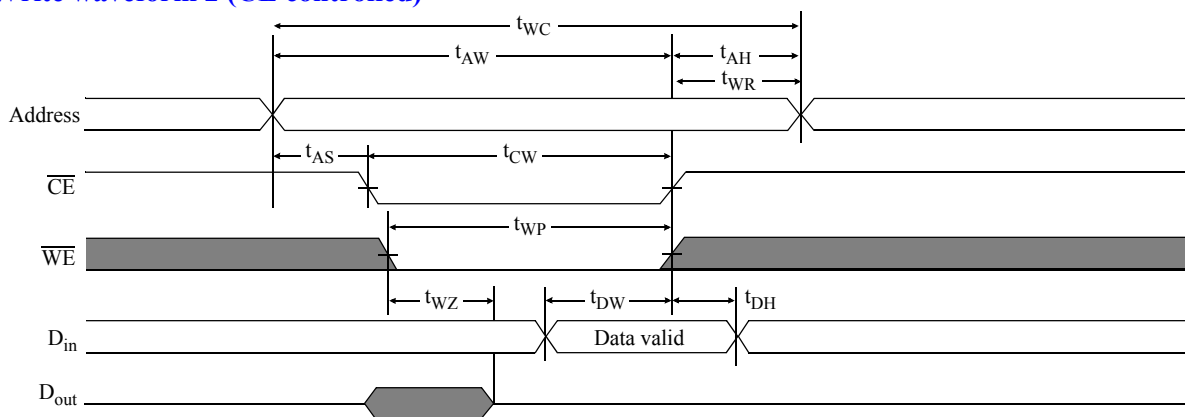 Write waveform 2 (CE controled)
tWC
tAW
tAH
tWR
Address
tAS
tCW
CE
tWP
WE
tWZ
tDW
tDH
Din
Data valid
Dout